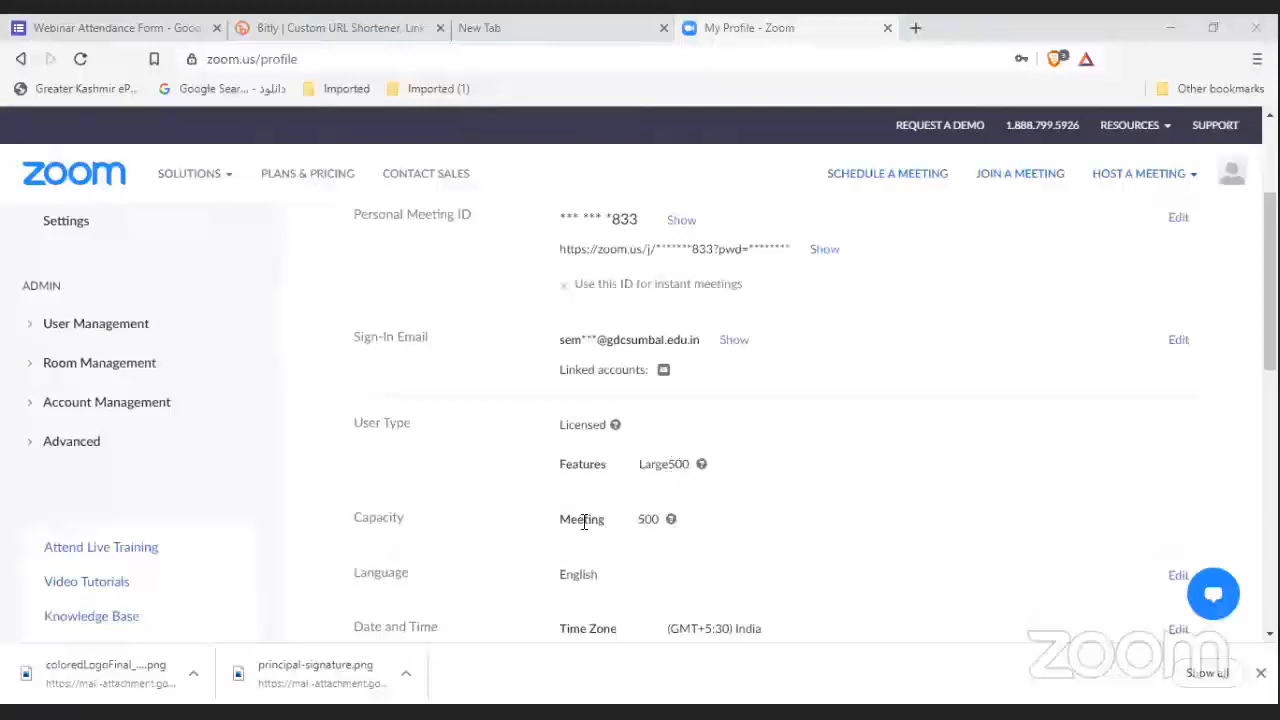 Webinar Attendance Form - Goog
Bitly | Custom URL Shortener, Link
New Tab
My Profile - Zoom
zoom.us/profile
Greater Kashmir eP...
Google Sear... - دانلود
Imported
Imported (1)
Other bookmarks
REQUEST A DEMO
1.888.799.5926
RESOURCES
SUPPORT
zoom
SOLUTIONS
PLANS & PRICING
CONTACT SALES
SCHEDULE A MEETING
JOIN A MEETING
HOST A MEETING
Settings
ADMIN
User Management
Room Management
Account Management
Advanced
Attend Live Training
Video Tutorials
Knowledge Base
Personal Meeting ID
*** *** *833 Show
Edit
https://zoom.us/j/*******833?pwd=******** Show
Use this ID for instant meetings
Sign-In Email
sem***@gdcsumbal.edu.in Show
Edit
Linked accounts:
User Type
Licensed
Features Large500
Capacity
Meeting 500
Language
English
Edit
Date and Time
Time Zone (GMT+5:30) India
Edit
coloredLogoFinal_....png
https://mail-attachment.go...
principal-signature.png
https://mail-attachment.go...
Show all
zoom